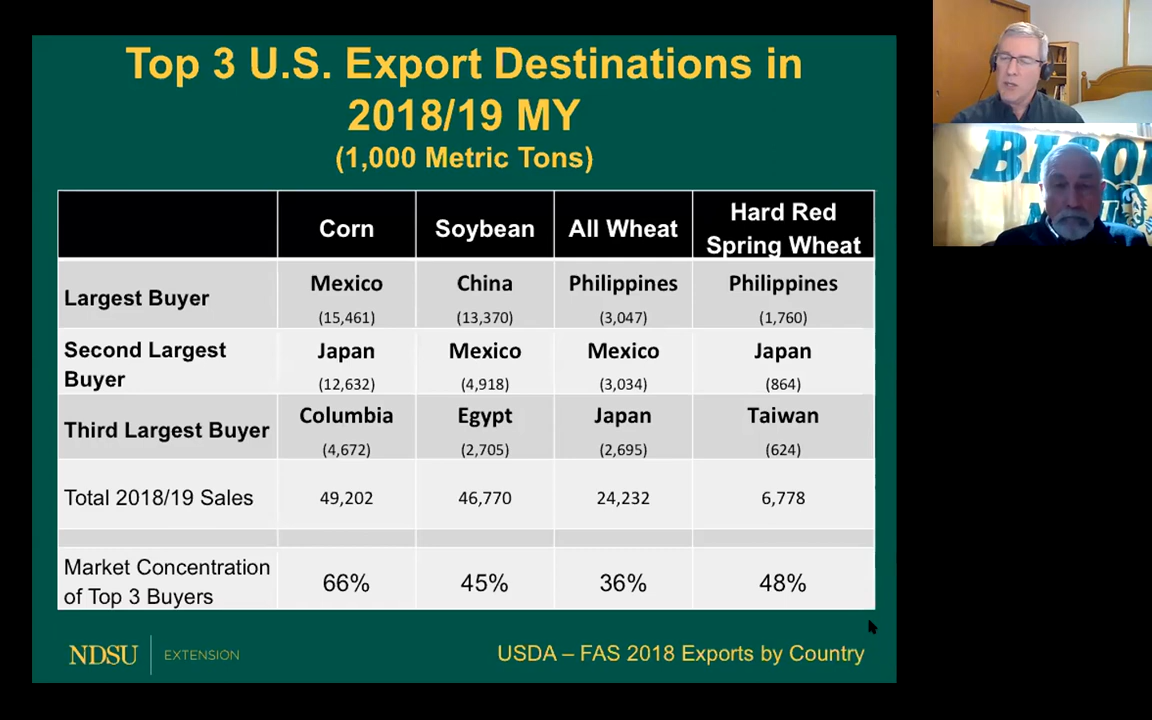 Top 3 U.S. Export Destinations in
2018/19 MY
(1,000 Metric Tons)
Corn
Soybean
All Wheat
Hard Red
Spring Wheat
Largest Buyer
Mexico
(15,461)
China
(13,370)
Philippines
(3,047)
Philippines
(1,760)
Second Largest
Buyer
Japan
(12,632)
Mexico
(4,918)
Mexico
(3,034)
Japan
(864)
Third Largest Buyer
Columbia
(4,672)
Egypt
(2,705)
Japan
(2,695)
Taiwan
(624)
Total 2018/19 Sales
49,202
46,770
24,232
6,778
Market Concentration
of Top 3 Buyers
66%
45%
36%
48%
NDSU
EXTENSION
USDA – FAS 2018 Exports by Country